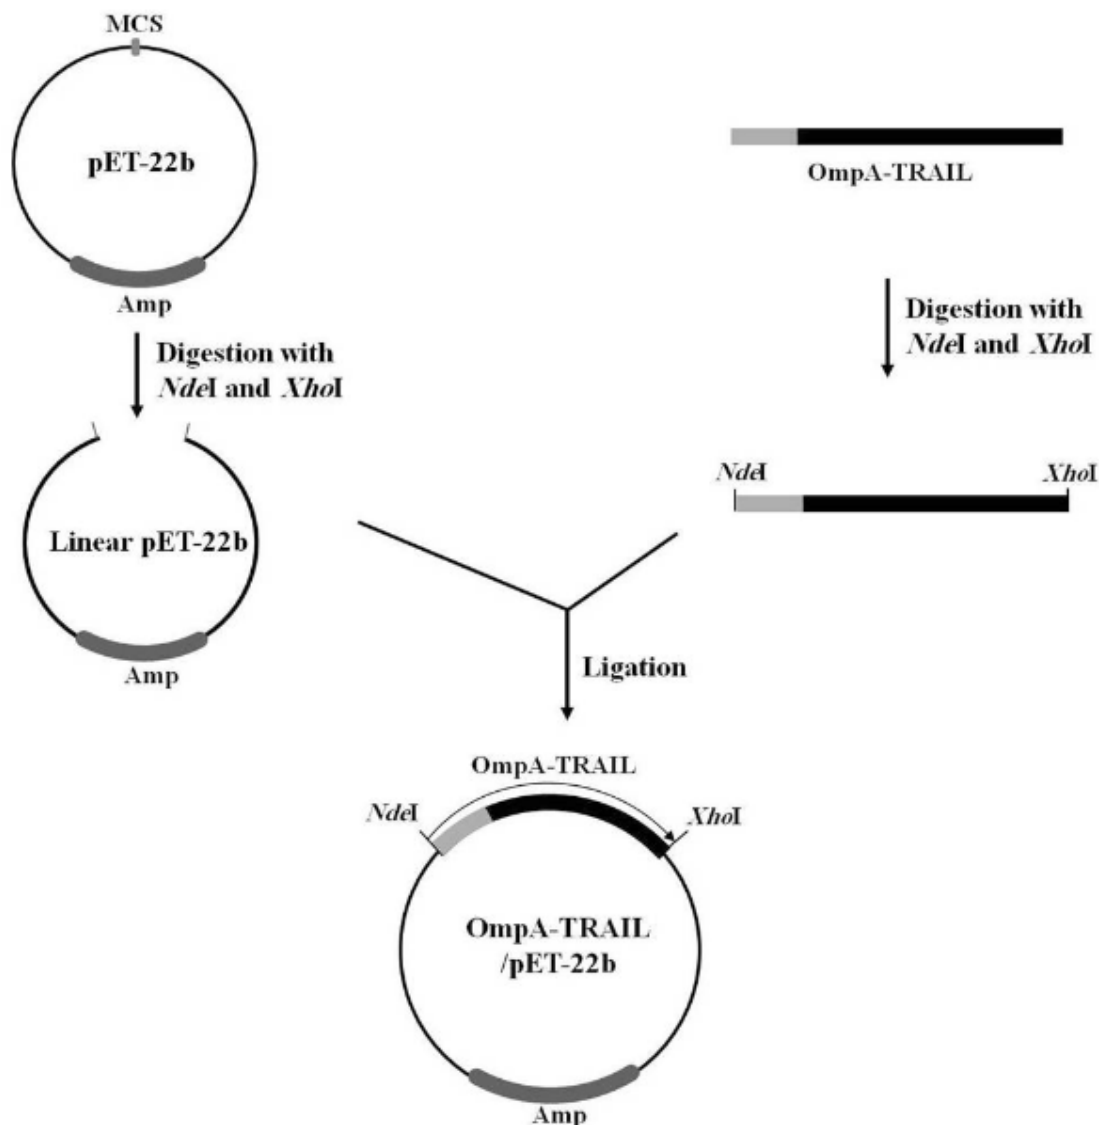 MCS
pET-22b
Amp
OmpA-TRAIL
Digestion with
NdeI and XhoI
Digestion with
NdeI and XhoI
Linear pET-22b
Amp
NdeI
XhoI
Ligation
OmpA-TRAIL
NdeI
XhoI
OmpA-TRAIL
/pET-22b
Amp